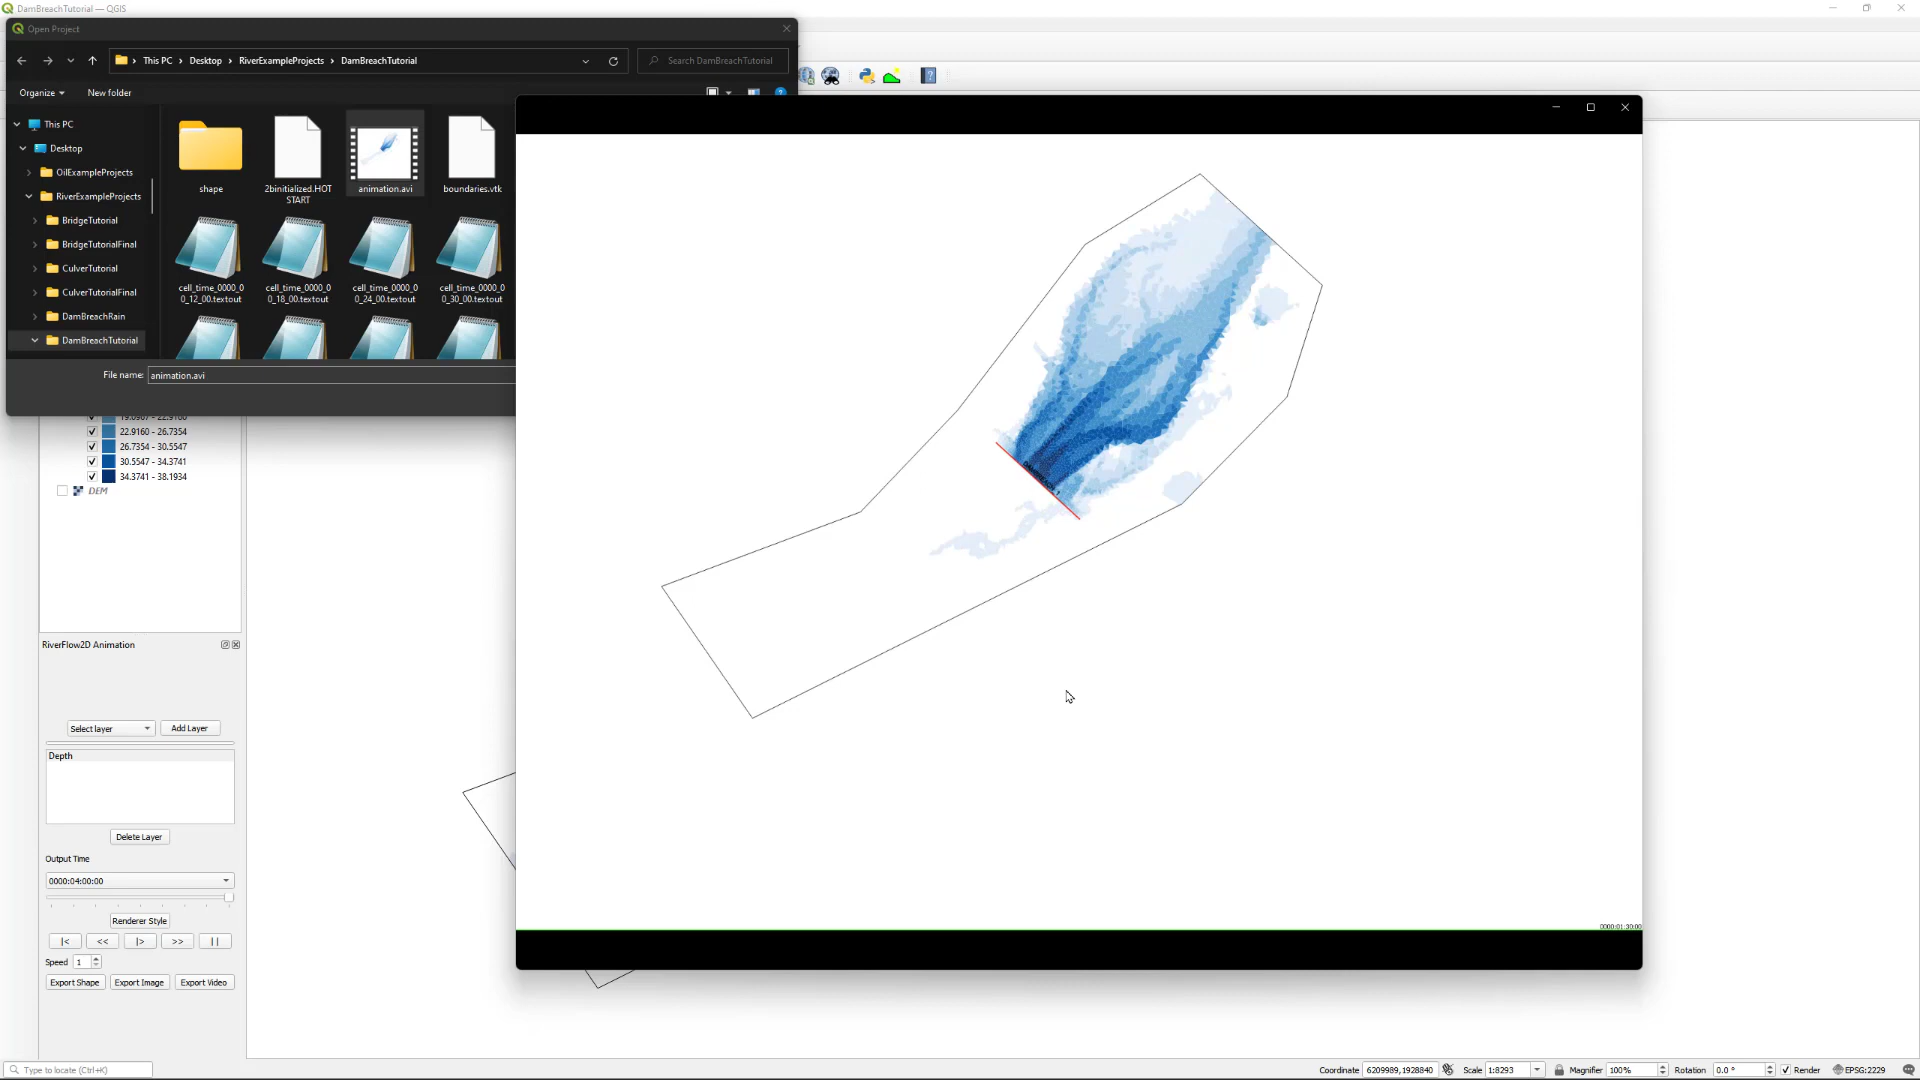 DamBreachTutorial — QGIS
Open Project
This PC
Desktop
RiverExampleProjects
DamBreachTutorial
Search DamBreachTutorial
Organize
New folder
This PC
Desktop
OilExampleProjects
RiverExampleProjects
BridgeTutorial
BridgeTutorialFinal
CulverTutorial
CulverTutorialFinal
DamBreachRain
DamBreachTutorial
shape
2binitialized.HOT
START
animation.avi
boundaries.vtk
cell_time_0000_0
0_12_00.textout
cell_time_0000_0
0_18_00.textout
cell_time_0000_0
0_24_00.textout
cell_time_0000_0
0_30_00.textout
File name:
animation.avi
22.9160 - 26.7354
26.7354 - 30.5547
30.5547 - 34.3741
34.3741 - 38.1934
DEM
RiverFlow2D Animation
Select layer
Add Layer
Depth
Delete Layer
Output Time
0000:04:00:00
Renderer Style
|<
<<
|>
>>
||
Speed
1
Export Shape
Export Image
Export Video
0000:01:30:00
Type to locate (Ctrl+K)
Coordinate
6209989,1928840
Scale
1:8293
Magnifier
100%
Rotation
0.0 °
Render
EPSG:2229